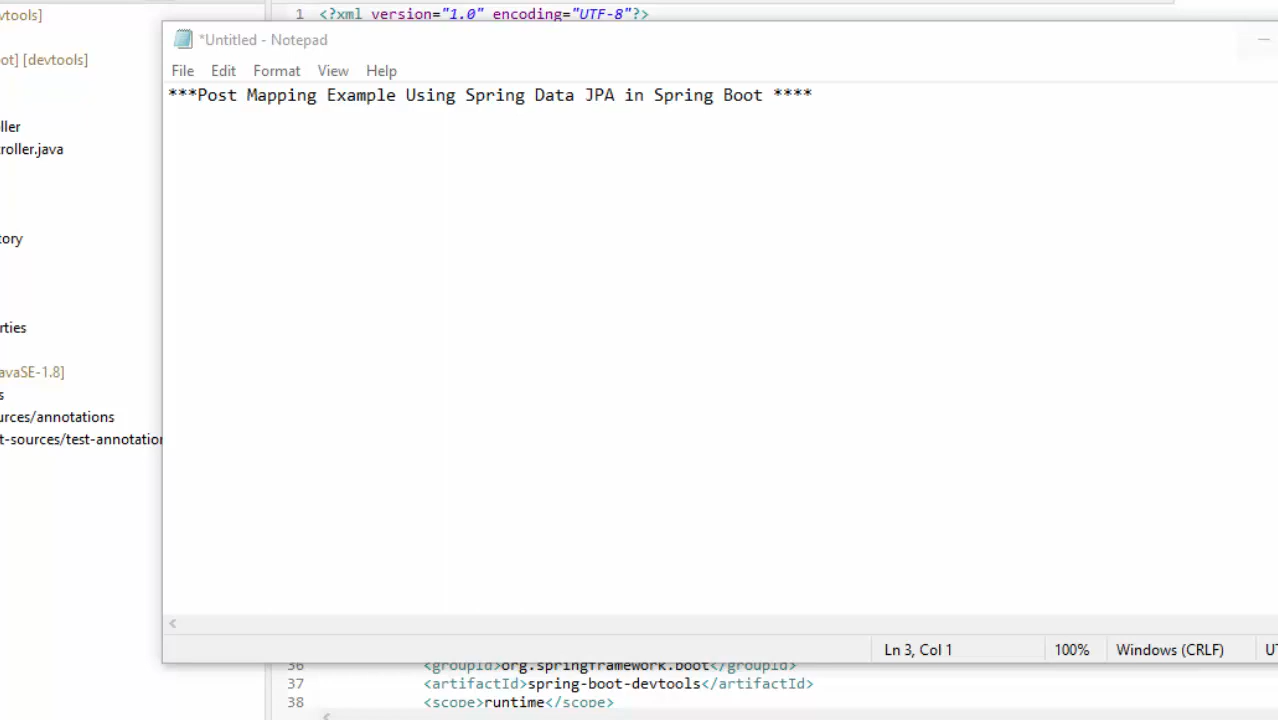 vtools]
ot] [devtools]
ller
roller.java
tory
rties
avaSE-1.8]
s
urces/annotations
t-sources/test-annotation
1 <?xml version="1.0" encoding="UTF-8"?>
*Untitled - Notepad
File Edit Format View Help
***Post Mapping Example Using Spring Data JPA in Spring Boot ****
Ln 3, Col 1 100% Windows (CRLF) UT
36 <groupId>org.springframework.boot</groupId>
37 <artifactId>spring-boot-devtools</artifactId>
38 <scope>runtime</scope>